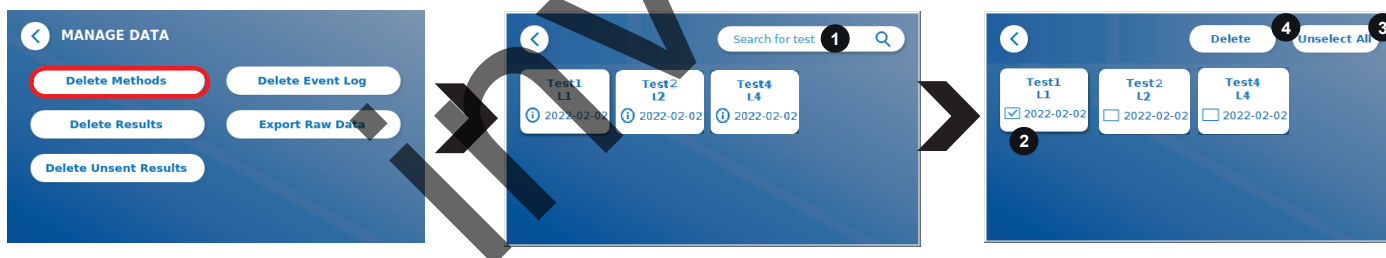 MANAGE DATA
Delete Methods
Delete Event Log
Delete Results
Export Raw Data
Delete Unsent Results
Search for test 1
Test1
L1
2022-02-02
Test2
L2
2022-02-02
Test4
L4
2022-02-02
Delete 4 Unselect All 3
Test1
L1
2022-02-02
2
Test2
L2
2022-02-02
Test4
L4
2022-02-02